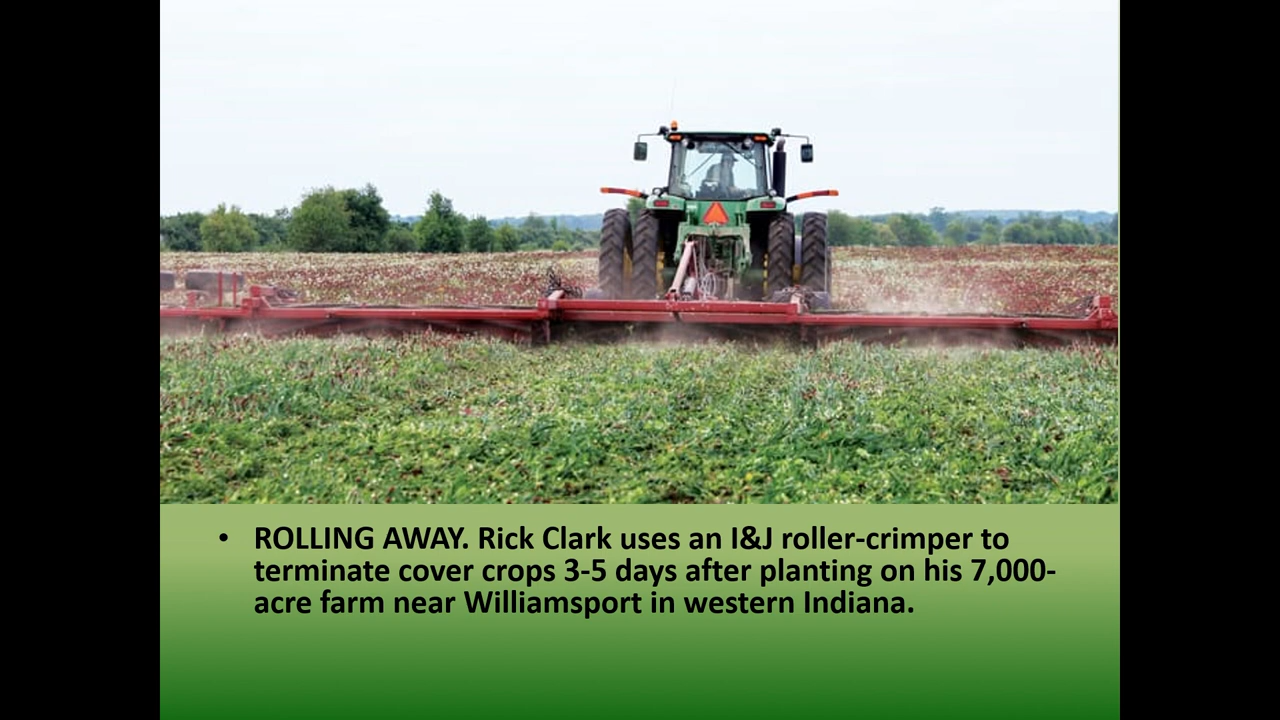 • ROLLING AWAY. Rick Clark uses an I&J roller-crimper to
terminate cover crops 3-5 days after planting on his 7,000-
acre farm near Williamsport in western Indiana.